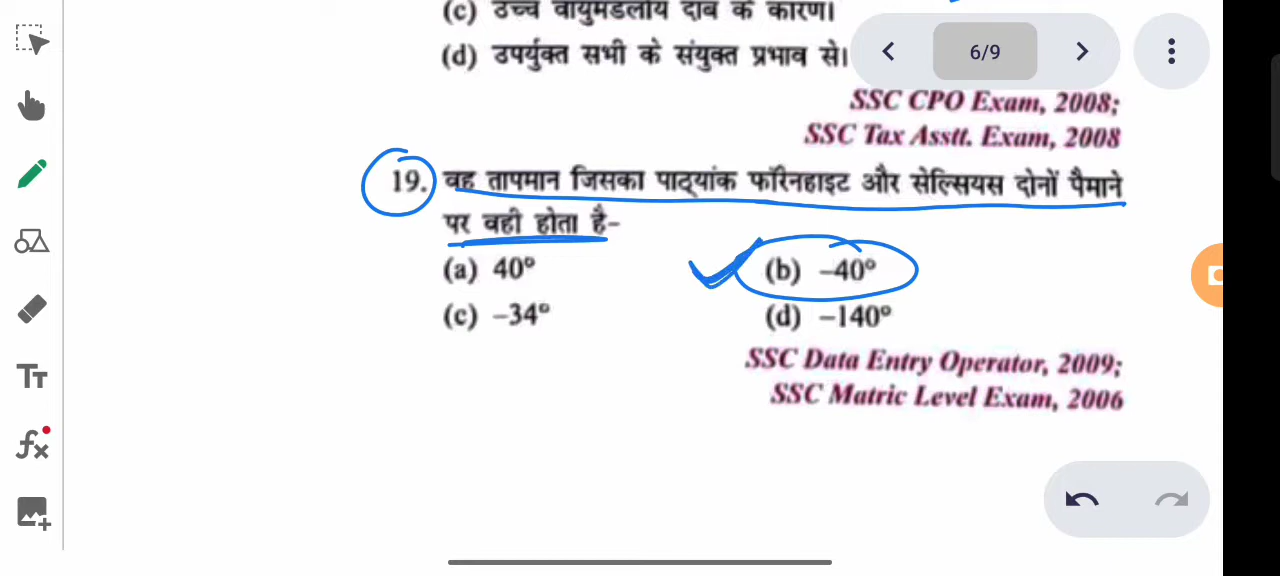 (c) उच्च वायुमंडलीय दाब के कारण।
(d) उपर्युक्त सभी के संयुक्त प्रभाव से।
6/9
SSC CPO Exam, 2008;
SSC Tax Asstt. Exam, 2008
19. वह तापमान जिसका पाठ्यांक फॉरेनहाइट और सेल्सियस दोनों पैमाने
पर वही होता है-
(a) 40° (b) –40°
(c) –34° (d) –140°
SSC Data Entry Operator, 2009;
SSC Matric Level Exam, 2006
TT
fx